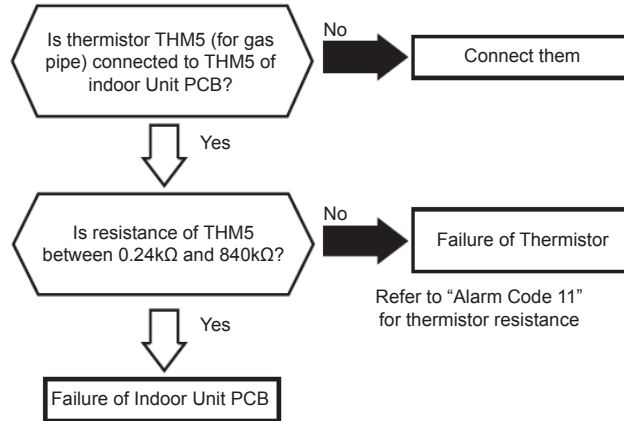 Is thermistor THM5 (for gas
pipe) connected to THM5 of
indoor Unit PCB?
No
Connect them
Yes
Is resistance of THM5
between 0.24kΩ and 840kΩ?
No
Failure of Thermistor
Refer to “Alarm Code 11”
for thermistor resistance
Yes
Failure of Indoor Unit PCB